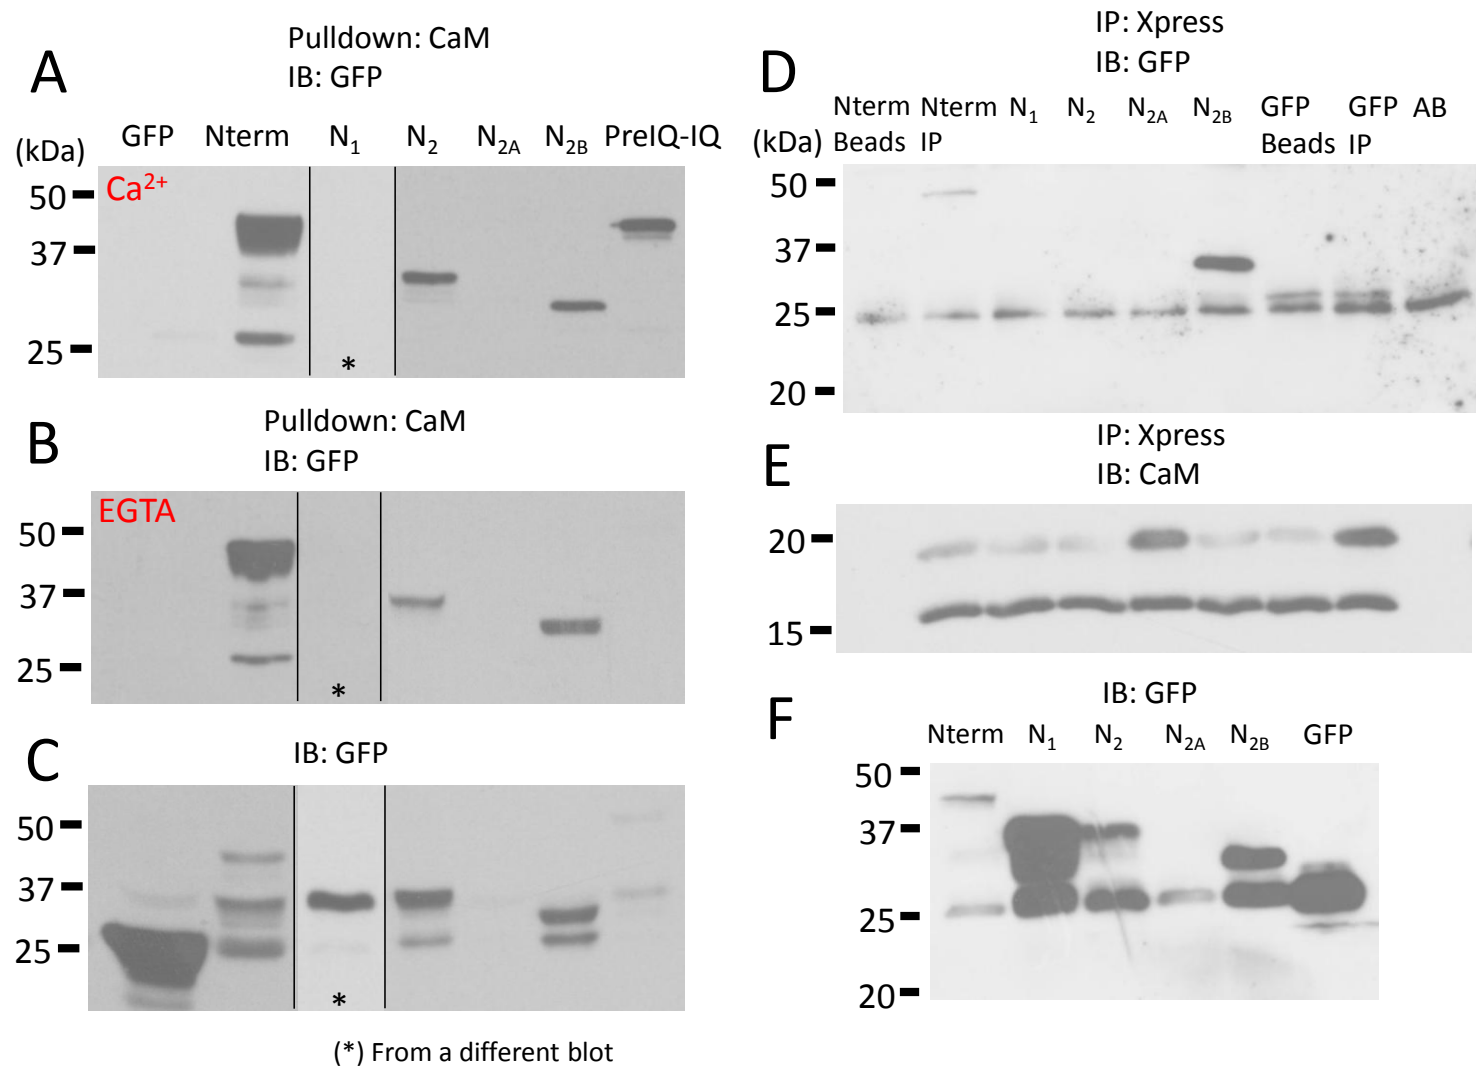 A
Pulldown: CaM
IB: GFP
(kDa) GFP Nterm N₁ N₂ N₂A N₂B PreIQ-IQ
Ca²⁺
50
37
25
*
B
Pulldown: CaM
IB: GFP
EGTA
50
37
25
*
C
IB: GFP
50
37
25
*
(*) From a different blot
D
IP: Xpress
IB: GFP
Nterm Nterm N₁ N₂ N₂A N₂B GFP GFP AB
(kDa) Beads IP Beads IP
50
37
25
20
E
IP: Xpress
IB: CaM
20
15
F
IB: GFP
Nterm N₁ N₂ N₂A N₂B GFP
50
37
25
20